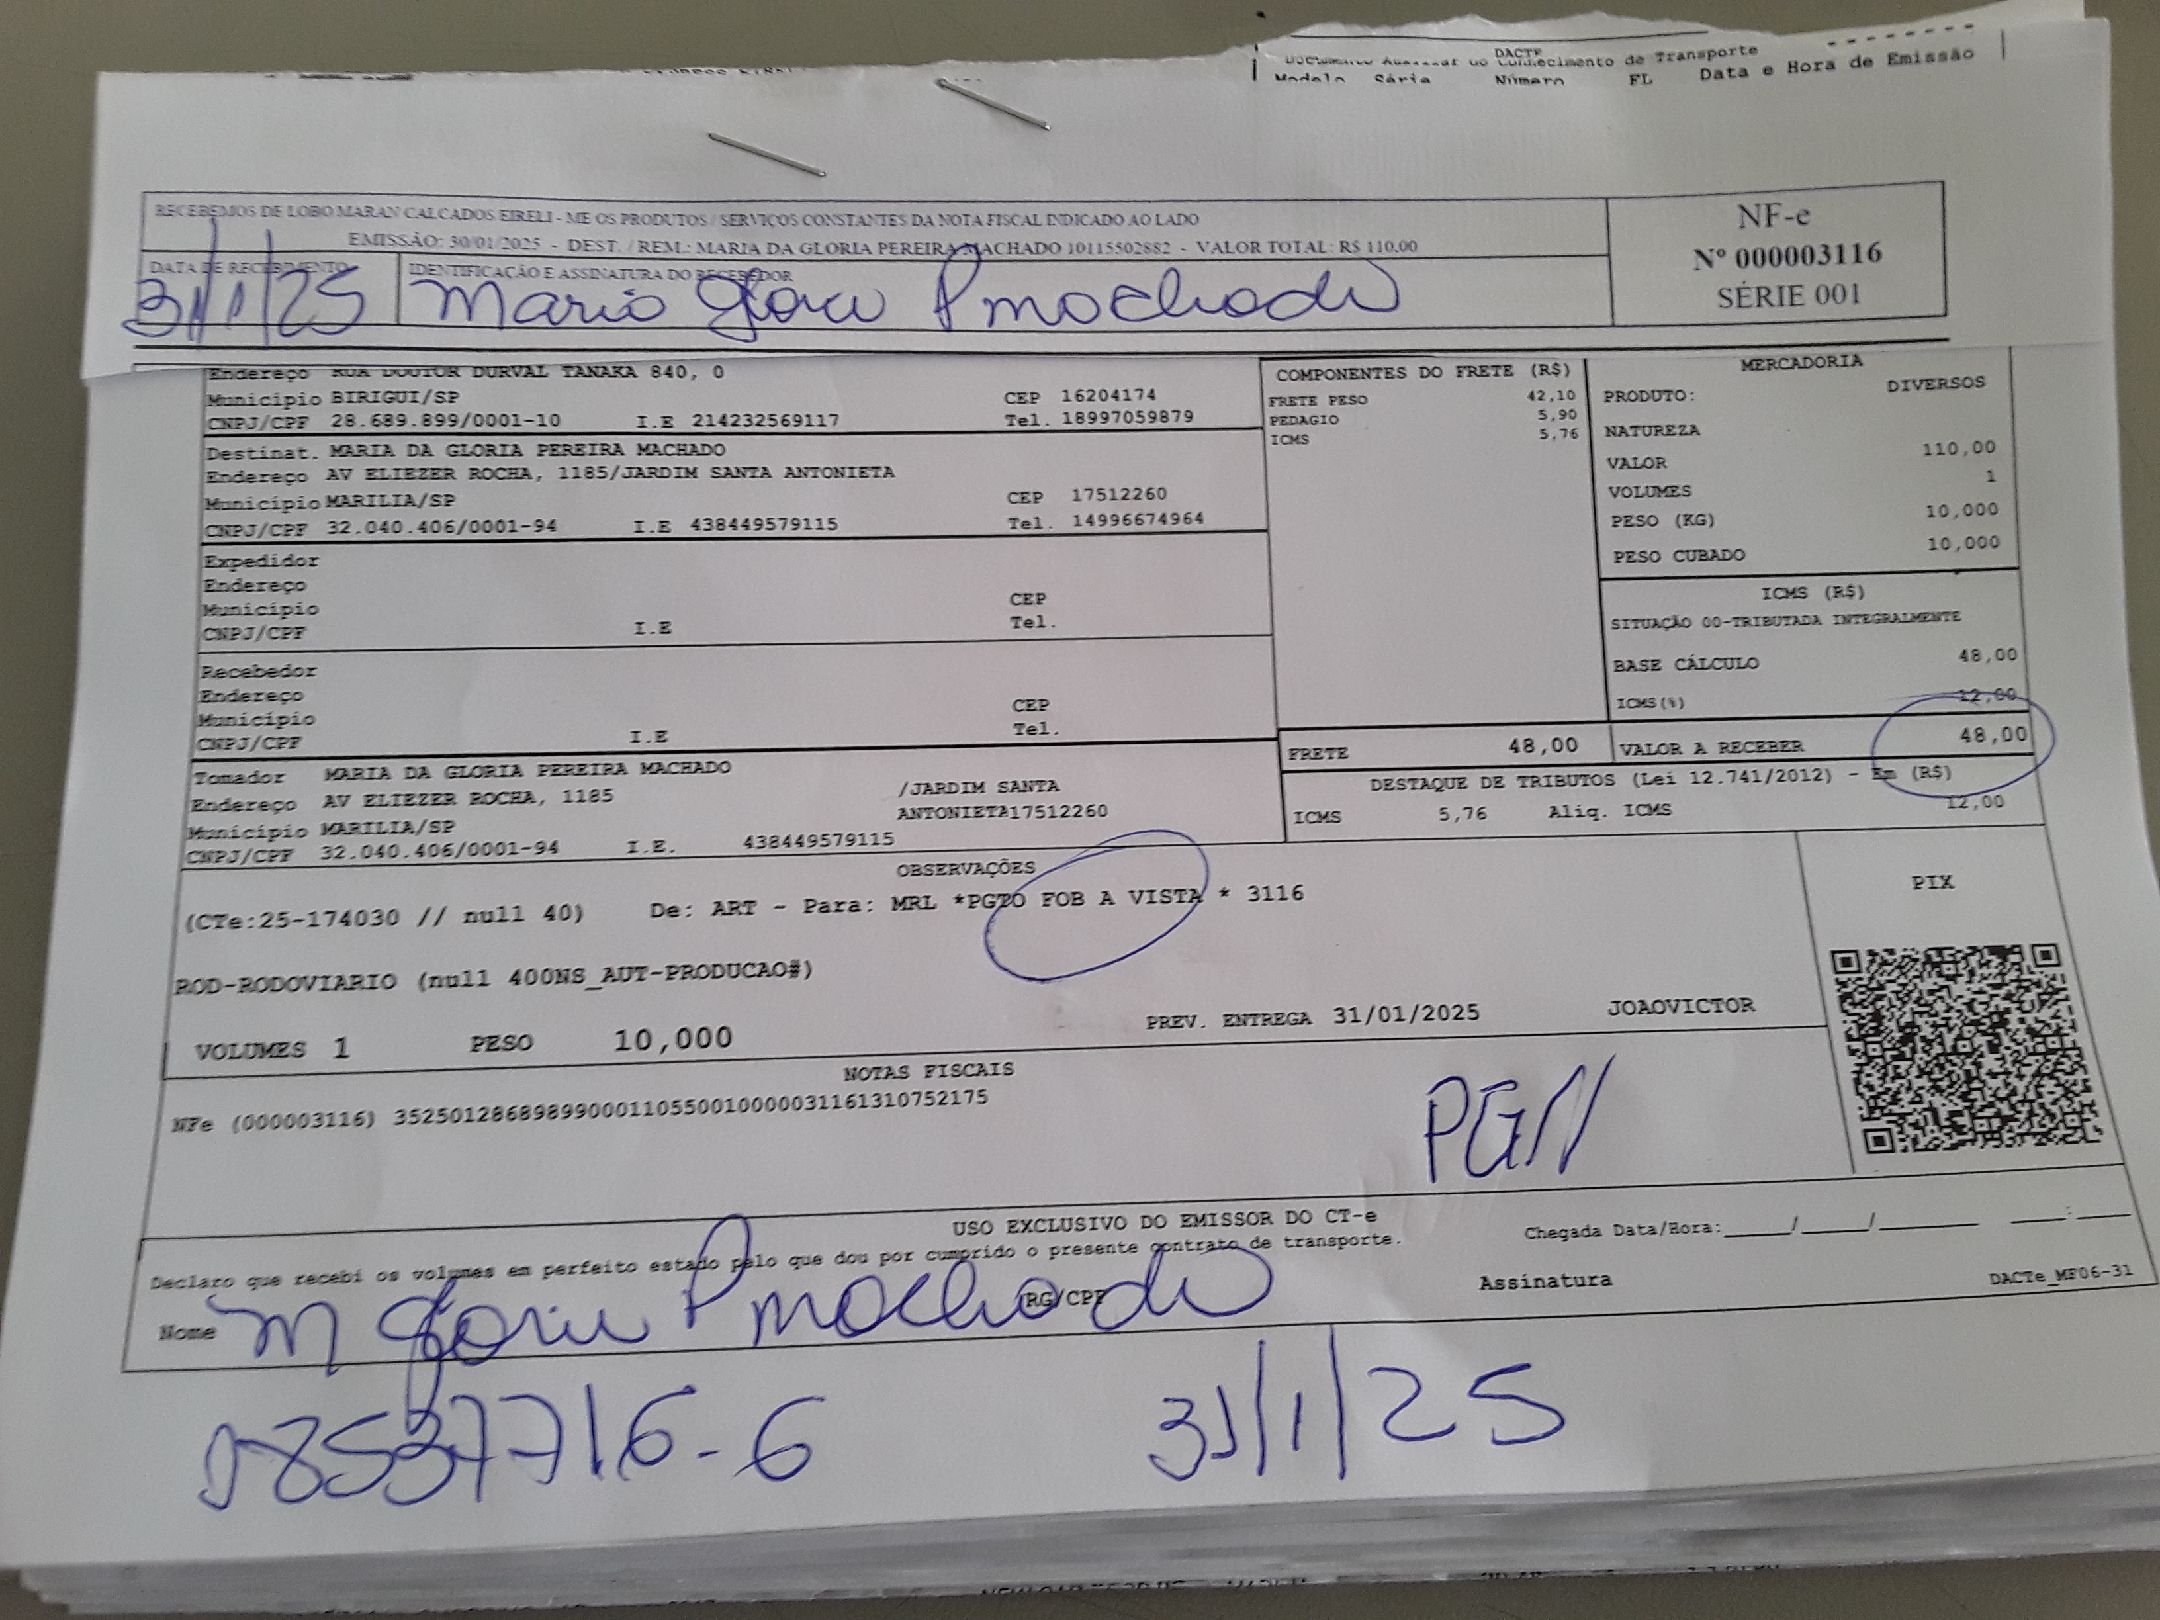 DACTE
Documento Auxiliar do Conhecimento de Transporte
Modelo Série Número FL Data e Hora de Emissão
RECEBEMOS DE LOBO MARAN CALCADOS EIRELI - ME OS PRODUTOS / SERVIÇOS CONSTANTES DA NOTA FISCAL INDICADO AO LADO
EMISSÃO: 30/01/2025 - DEST. / REM.: MARIA DA GLORIA PEREIRA MACHADO 10115502882 - VALOR TOTAL: R$ 110,00
NF-e
Nº 000003116
SÉRIE 001
DATA DE RECEBIMENTO
31/1/25
IDENTIFICAÇÃO E ASSINATURA DO RECEBEDOR
Maria Gloria P Machado
Endereço RUA DOUTOR DURVAL TANAKA 840, 0
Município BIRIGUI/SP CEP 16204174
CNPJ/CPF 28.689.899/0001-10 I.E 214232569117 Tel. 18997059879
Destinat. MARIA DA GLORIA PEREIRA MACHADO
Endereço AV ELIEZER ROCHA, 1185/JARDIM SANTA ANTONIETA
Município MARILIA/SP CEP 17512260
CNPJ/CPF 32.040.406/0001-94 I.E 438449579115 Tel. 14996674964
Expedidor
Endereço
Município CEP
CNPJ/CPF I.E Tel.
Recebedor
Endereço
Município CEP
CNPJ/CPF I.E Tel.
Tomador MARIA DA GLORIA PEREIRA MACHADO
Endereço AV ELIEZER ROCHA, 1185 /JARDIM SANTA
Município MARILIA/SP ANTONIETA17512260
CNPJ/CPF 32.040.406/0001-94 I.E. 438449579115
COMPONENTES DO FRETE (R$)
FRETE PESO 42,10
PEDAGIO 5,90
ICMS 5,76
MERCADORIA
PRODUTO: DIVERSOS
NATUREZA
VALOR 110,00
VOLUMES 1
PESO (KG) 10,000
PESO CUBADO 10,000
ICMS (R$)
SITUAÇÃO 00-TRIBUTADA INTEGRALMENTE
BASE CÁLCULO 48,00
ICMS(%) 12,00
FRETE 48,00 VALOR A RECEBER 48,00
DESTAQUE DE TRIBUTOS (Lei 12.741/2012) - Em (R$)
ICMS 5,76 Aliq. ICMS 12,00
OBSERVAÇÕES
(CTe:25-174030 // null 40) De: ART - Para: MRL *PGTO FOB A VISTA * 3116
ROD-RODOVIARIO (null 400NS_AUT-PRODUCAO#)
VOLUMES 1 PESO 10,000 PREV. ENTREGA 31/01/2025 JOAOVICTOR
PIX
NOTAS FISCAIS
NFe (000003116) 35250128689899000110550010000031161310752175
USO EXCLUSIVO DO EMISSOR DO CT-e
Declaro que recebi os volumes em perfeito estado pelo que dou por cumprido o presente contrato de transporte.
Chegada Data/Hora:_____/_____/_______ ____:____
Nome M Gloria P Machado RG/CPF Assinatura DACTe_MF06-31
31/1/25